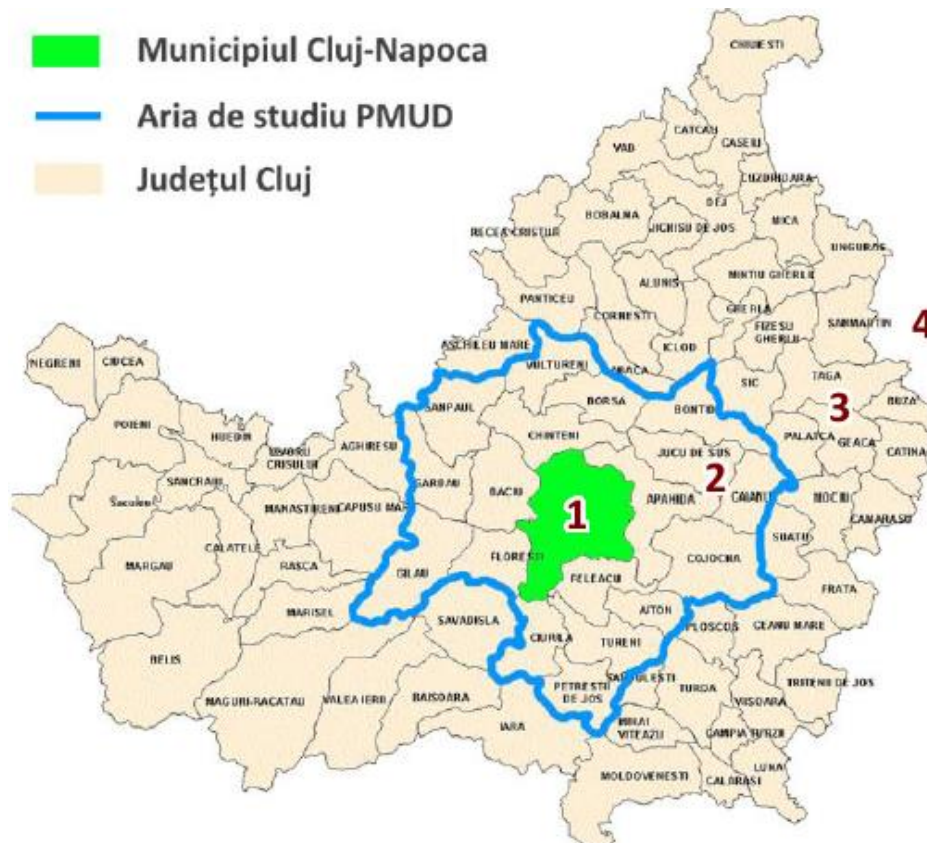 Municipiul Cluj-Napoca
Aria de studiu PMUD
Județul Cluj
CHIUIESTI
CATCAU
CASEIU
VAD
CUZDRIOARA
DEJ
BOBALNA
MICA
JICHISU DE JOS
RECEA CRISTUR
UNGURAS
MINTIU GHERLII
ALUNIS
PANTICEU
GHERLA
CORNESTI
FIZESU
GHERLII
SANMARTIN
4
ASCHILEU MARE
ICLOD
NEGRENI
CIUCEA
VULTURENI
TAGA
SIC
BORSA
BUZA
3
SANPAUL
BONTID
POIENI
CHINTENI
PALATCA
GEACA
HUEDIN
AGHIRESU
CATINA
CRISULUI
JUCU DE SUS
2
SANCRAIU
GARBAU
BACIU
APAHIDA
MOCIU
MANASTIRENI
CAPUSU MAR
1
CAMARASU
CALATELE
SUATU
MARGAU
FLORESTI
COJOCNA
RASCA
GILAU
FELEACU
FRATA
MARISEL
AITON
SAVADISLA
PLOSCOS
CEANU MARE
CIURILA
TURENI
BELIS
TRITENII DE JOS
PETRESTII
DE JOS
TURDA
MAGURI-RACATAU
VALEA IERII
BAISOARA
VIISOARA
IARA
MIHAI
VITEAZU
CAMPIA TURZII
LUNA
MOLDOVENESTI
CALARASI